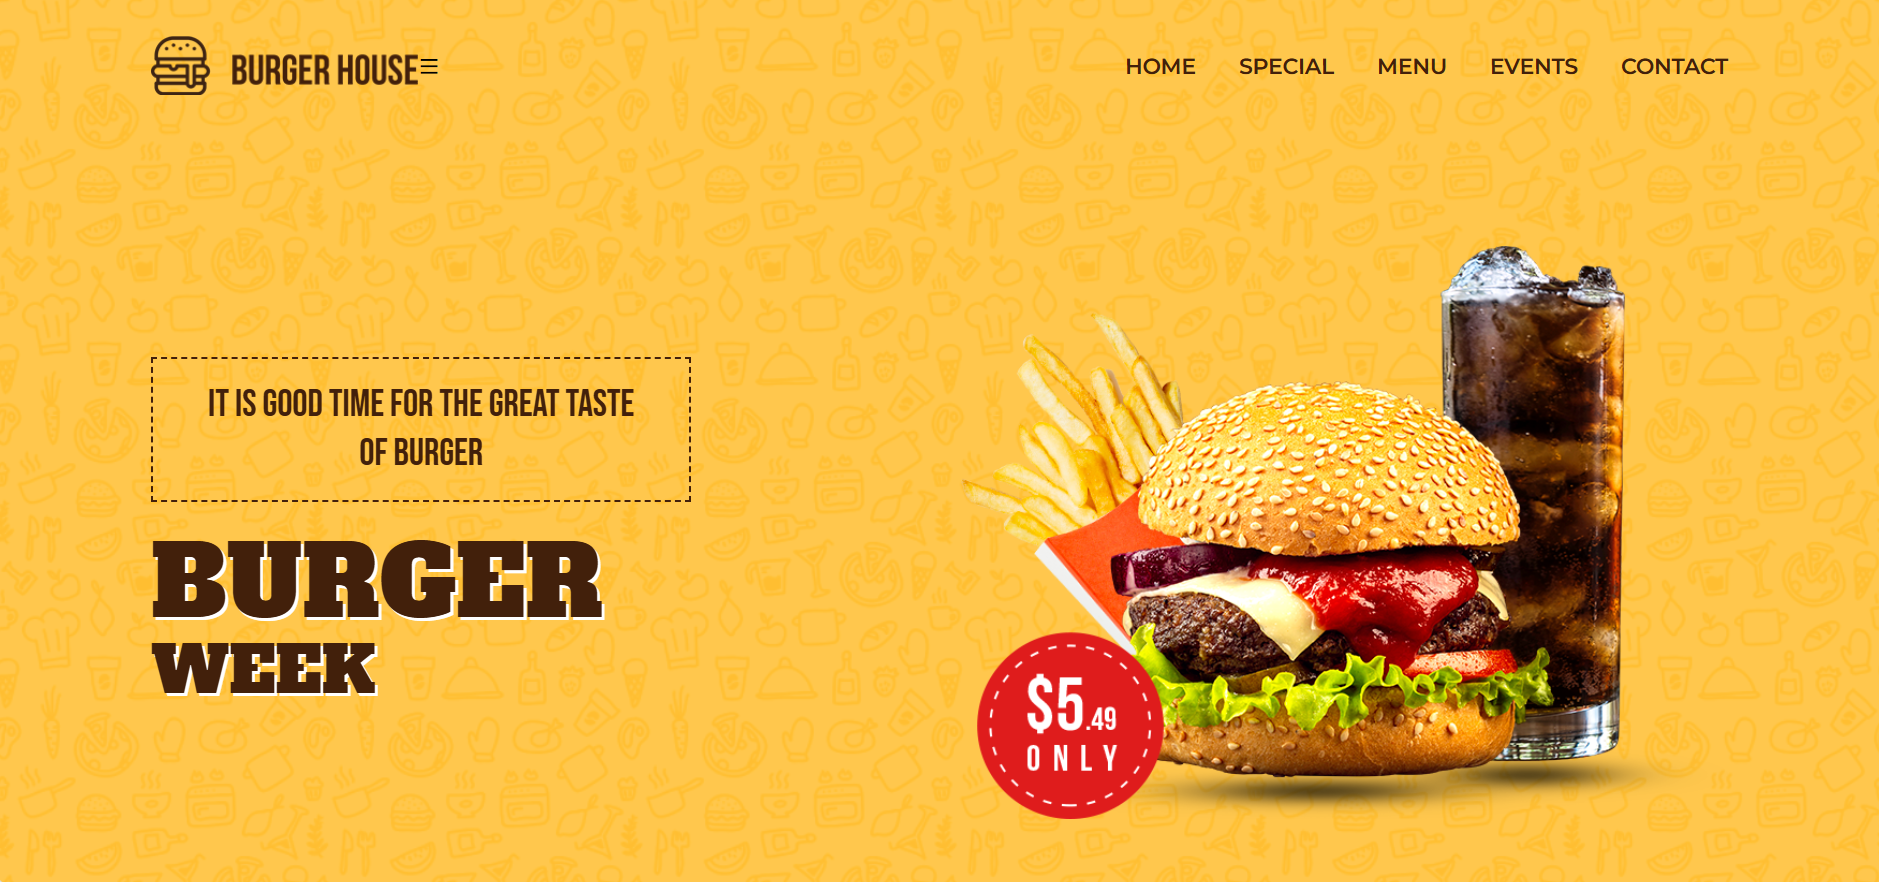 BURGER HOUSE
HOME SPECIAL MENU EVENTS CONTACT
IT IS GOOD TIME FOR THE GREAT TASTE
OF BURGER
BURGER
WEEK
$5.49
ONLY